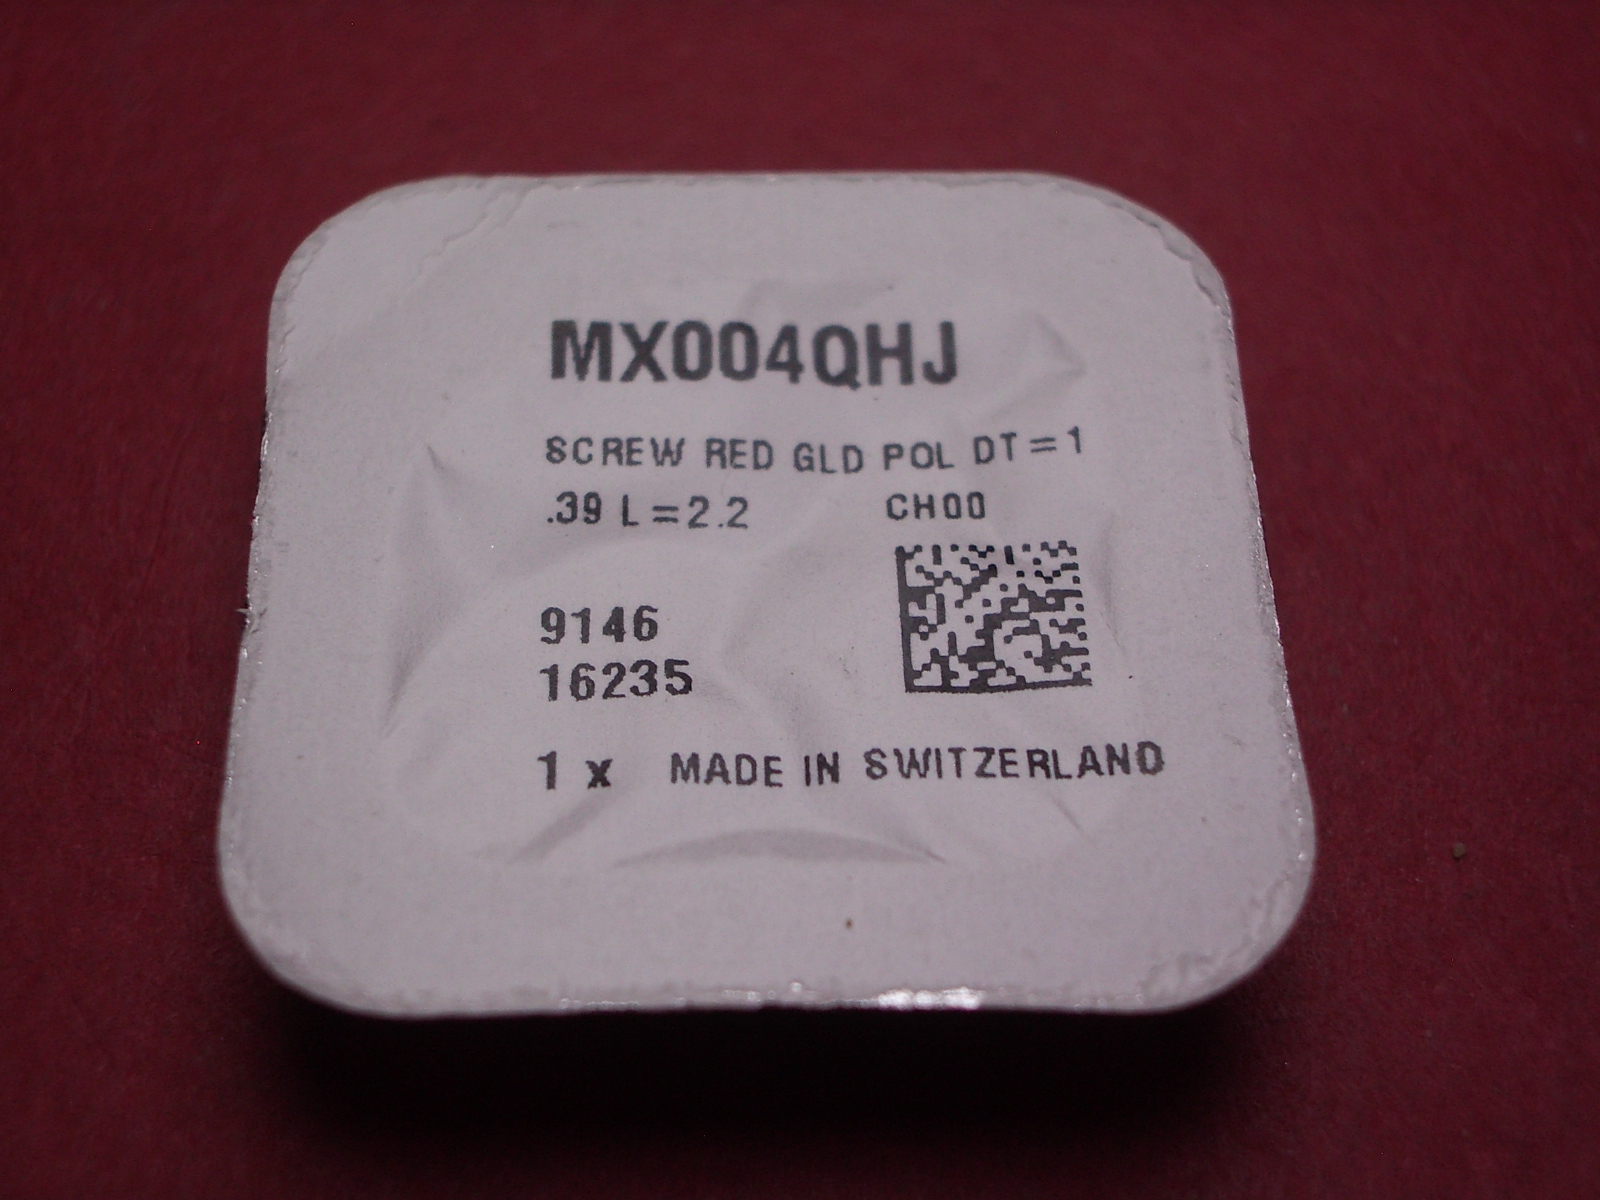 MX004QHJ
SCREW RED GLD POL DT=1
.39 L=2.2 CH00
9146
16235
1 x MADE IN SWITZERLAND